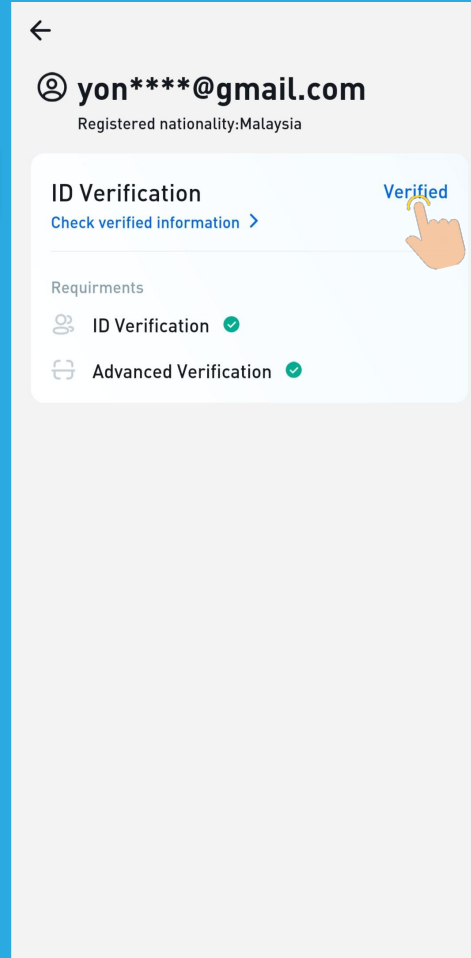 yon****@gmail.com
Registered nationality:Malaysia
ID Verification
Verified
Check verified information >
Requirments
ID Verification
Advanced Verification